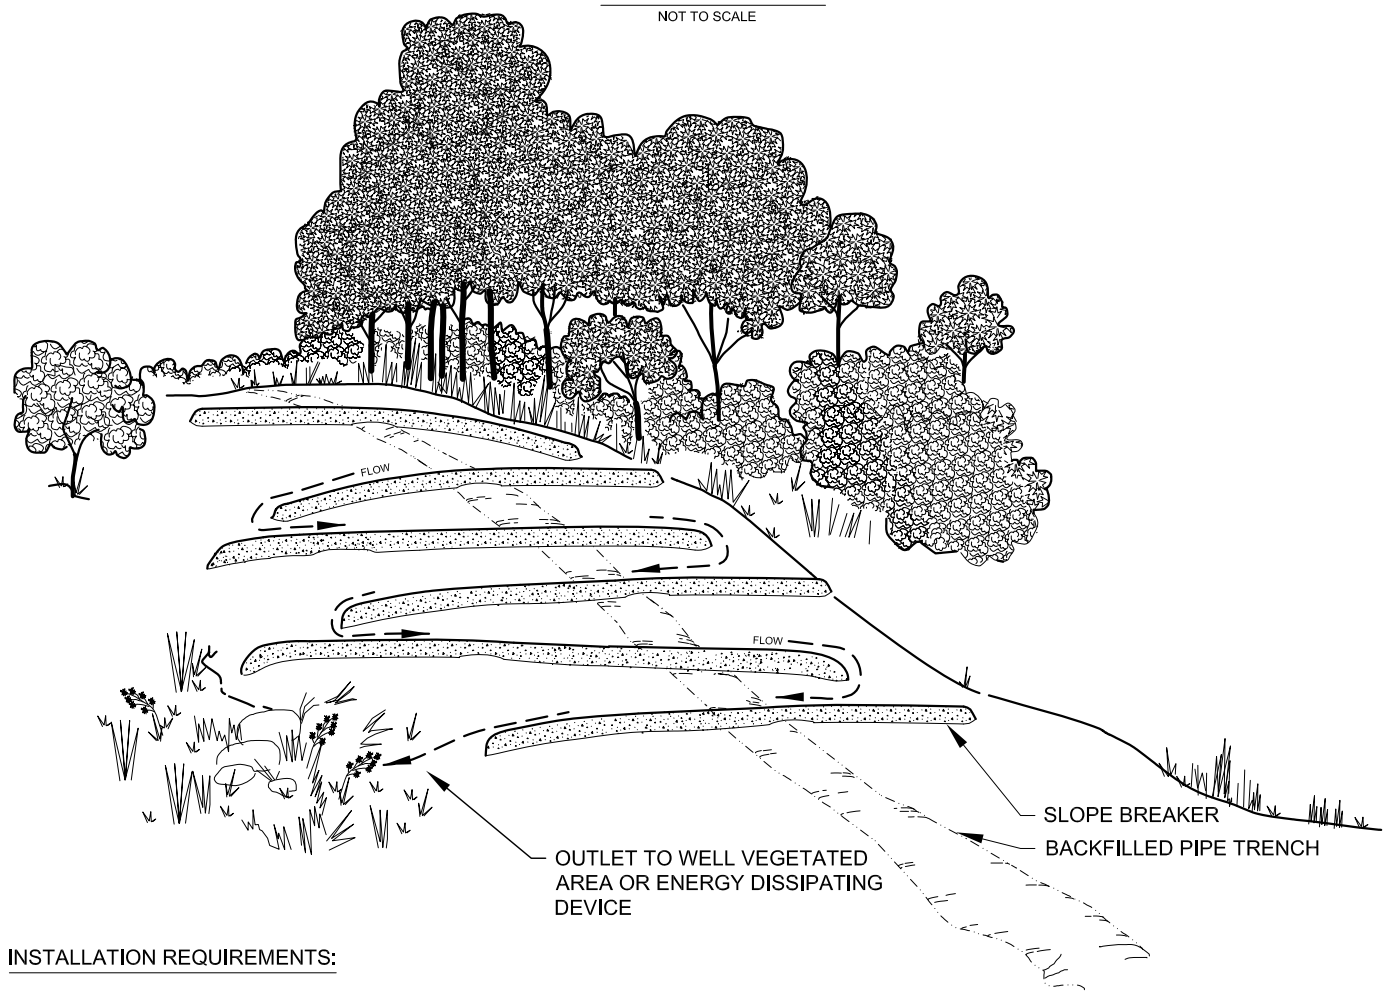 NOT TO SCALE
FLOW
FLOW
SLOPE BREAKER
BACKFILLED PIPE TRENCH
OUTLET TO WELL VEGETATED
AREA OR ENERGY DISSIPATING
DEVICE
INSTALLATION REQUIREMENTS: